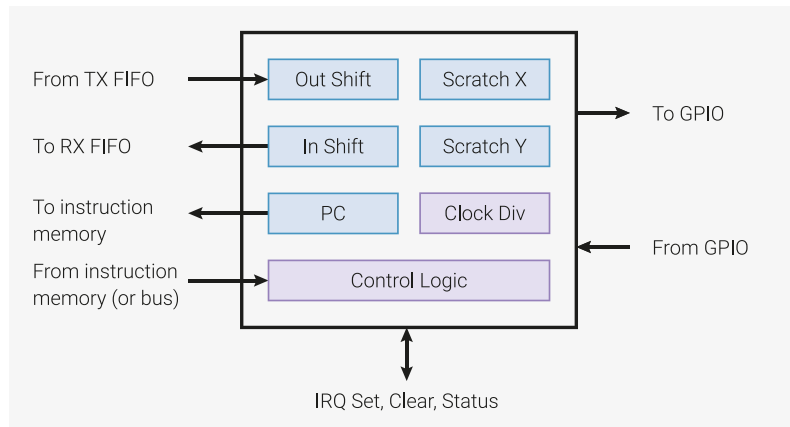 From TX FIFO
Out Shift
Scratch X
To GPIO
To RX FIFO
In Shift
Scratch Y
To instruction
memory
PC
Clock Div
From GPIO
From instruction
memory (or bus)
Control Logic
IRQ Set, Clear, Status